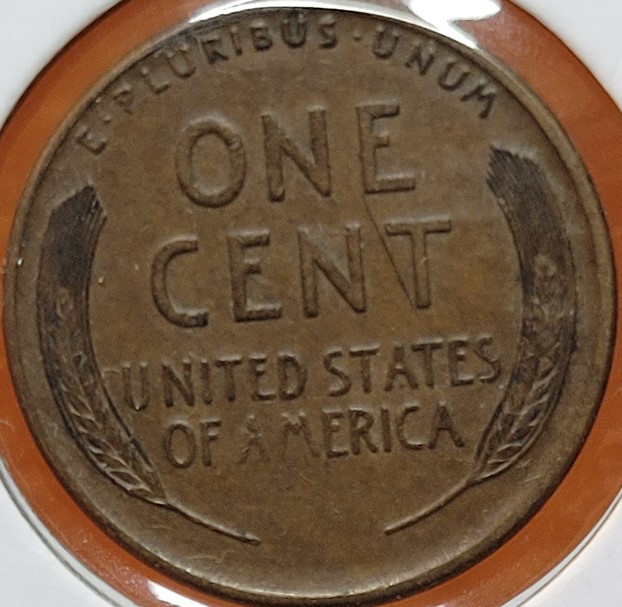 E·PLURIBUS·UNUM
ONE
CENT
UNITED STATES
OF AMERICA